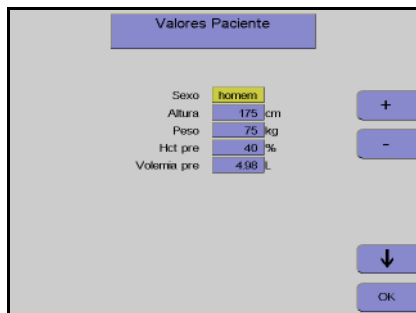 Valores Paciente
Sexo homem
Altura 175 cm
Peso 75 kg
Hct pre 40 %
Volemia pre 4.98 L
+
-
↓
OK